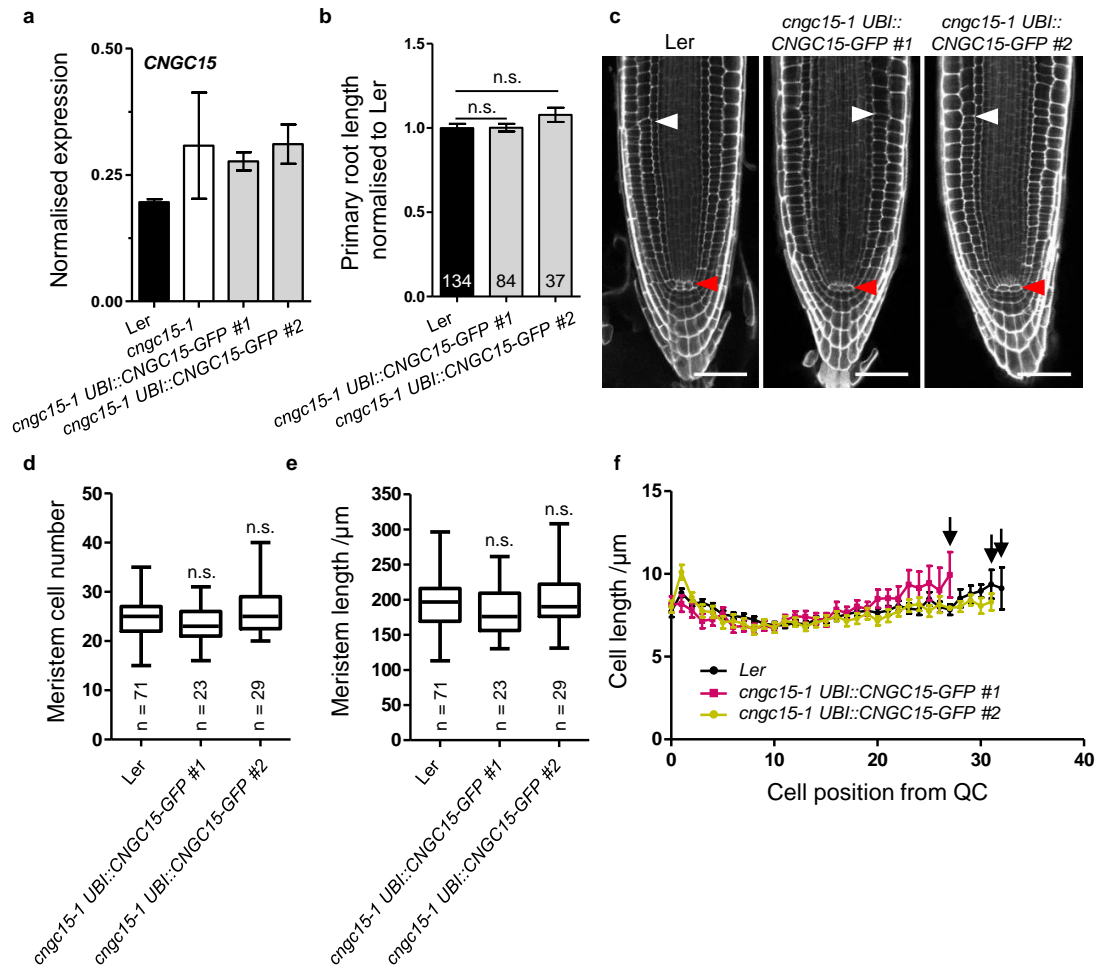 a
CNGC15
Normalised expression
0.50
0.25
0.00
Ler
cngc15-1
cngc15-1 UBI::CNGC15-GFP #1
cngc15-1 UBI::CNGC15-GFP #2
b
Primary root length
normalised to Ler
1.5
1.0
0.5
0.0
n.s.
n.s.
134
84
37
Ler
cngc15-1 UBI::CNGC15-GFP #1
cngc15-1 UBI::CNGC15-GFP #2
c
Ler
cngc15-1 UBI::
CNGC15-GFP #1
cngc15-1 UBI::
CNGC15-GFP #2
d
Meristem cell number
50
40
30
20
10
0
n.s.
n.s.
n = 71
n = 23
n = 29
Ler
cngc15-1 UBI::CNGC15-GFP #1
cngc15-1 UBI::CNGC15-GFP #2
e
Meristem length /µm
350
300
250
200
150
100
50
0
n.s.
n.s.
n = 71
n = 23
n = 29
Ler
cngc15-1 UBI::CNGC15-GFP #1
cngc15-1 UBI::CNGC15-GFP #2
f
Cell length /µm
15
10
5
0
Ler
cngc15-1 UBI::CNGC15-GFP #1
cngc15-1 UBI::CNGC15-GFP #2
0 10 20 30 40
Cell position from QC